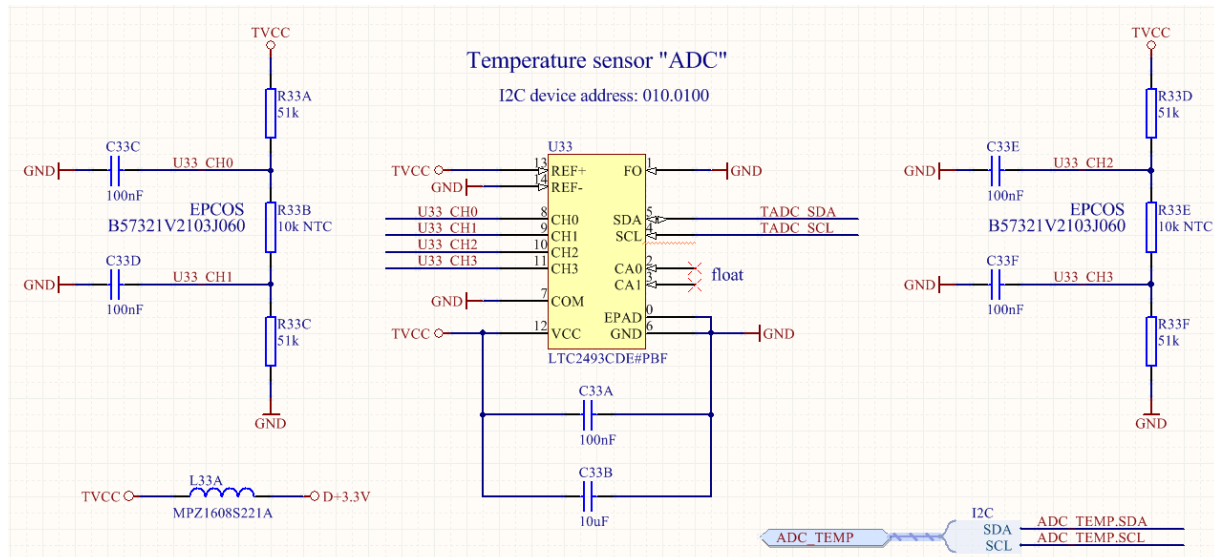 Temperature sensor "ADC"
I2C device address: 010.0100
TVCC
R33A
51k
C33C
GND
U33_CH0
100nF
EPCOS
B57321V2103J060
R33B
10k NTC
C33D
GND
U33_CH1
100nF
R33C
51k
GND
U33
TVCC
13
REF+
GND
14
REF-
U33_CH0
8
CH0
U33_CH1
9
CH1
U33_CH2
10
CH2
U33_CH3
11
CH3
GND
7
COM
TVCC
12
VCC
FO
1
GND
SDA
5
TADC_SDA
SCL
4
TADC_SCL
CA0
2
CA1
3
float
EPAD
0
GND
6
GND
LTC2493CDE#PBF
C33A
100nF
C33B
10uF
TVCC
R33D
51k
C33E
GND
U33_CH2
100nF
EPCOS
B57321V2103J060
R33E
10k NTC
C33F
GND
U33_CH3
100nF
R33F
51k
GND
L33A
TVCC
D+3.3V
MPZ1608S221A
ADC_TEMP
I2C
SDA
ADC_TEMP.SDA
SCL
ADC_TEMP.SCL